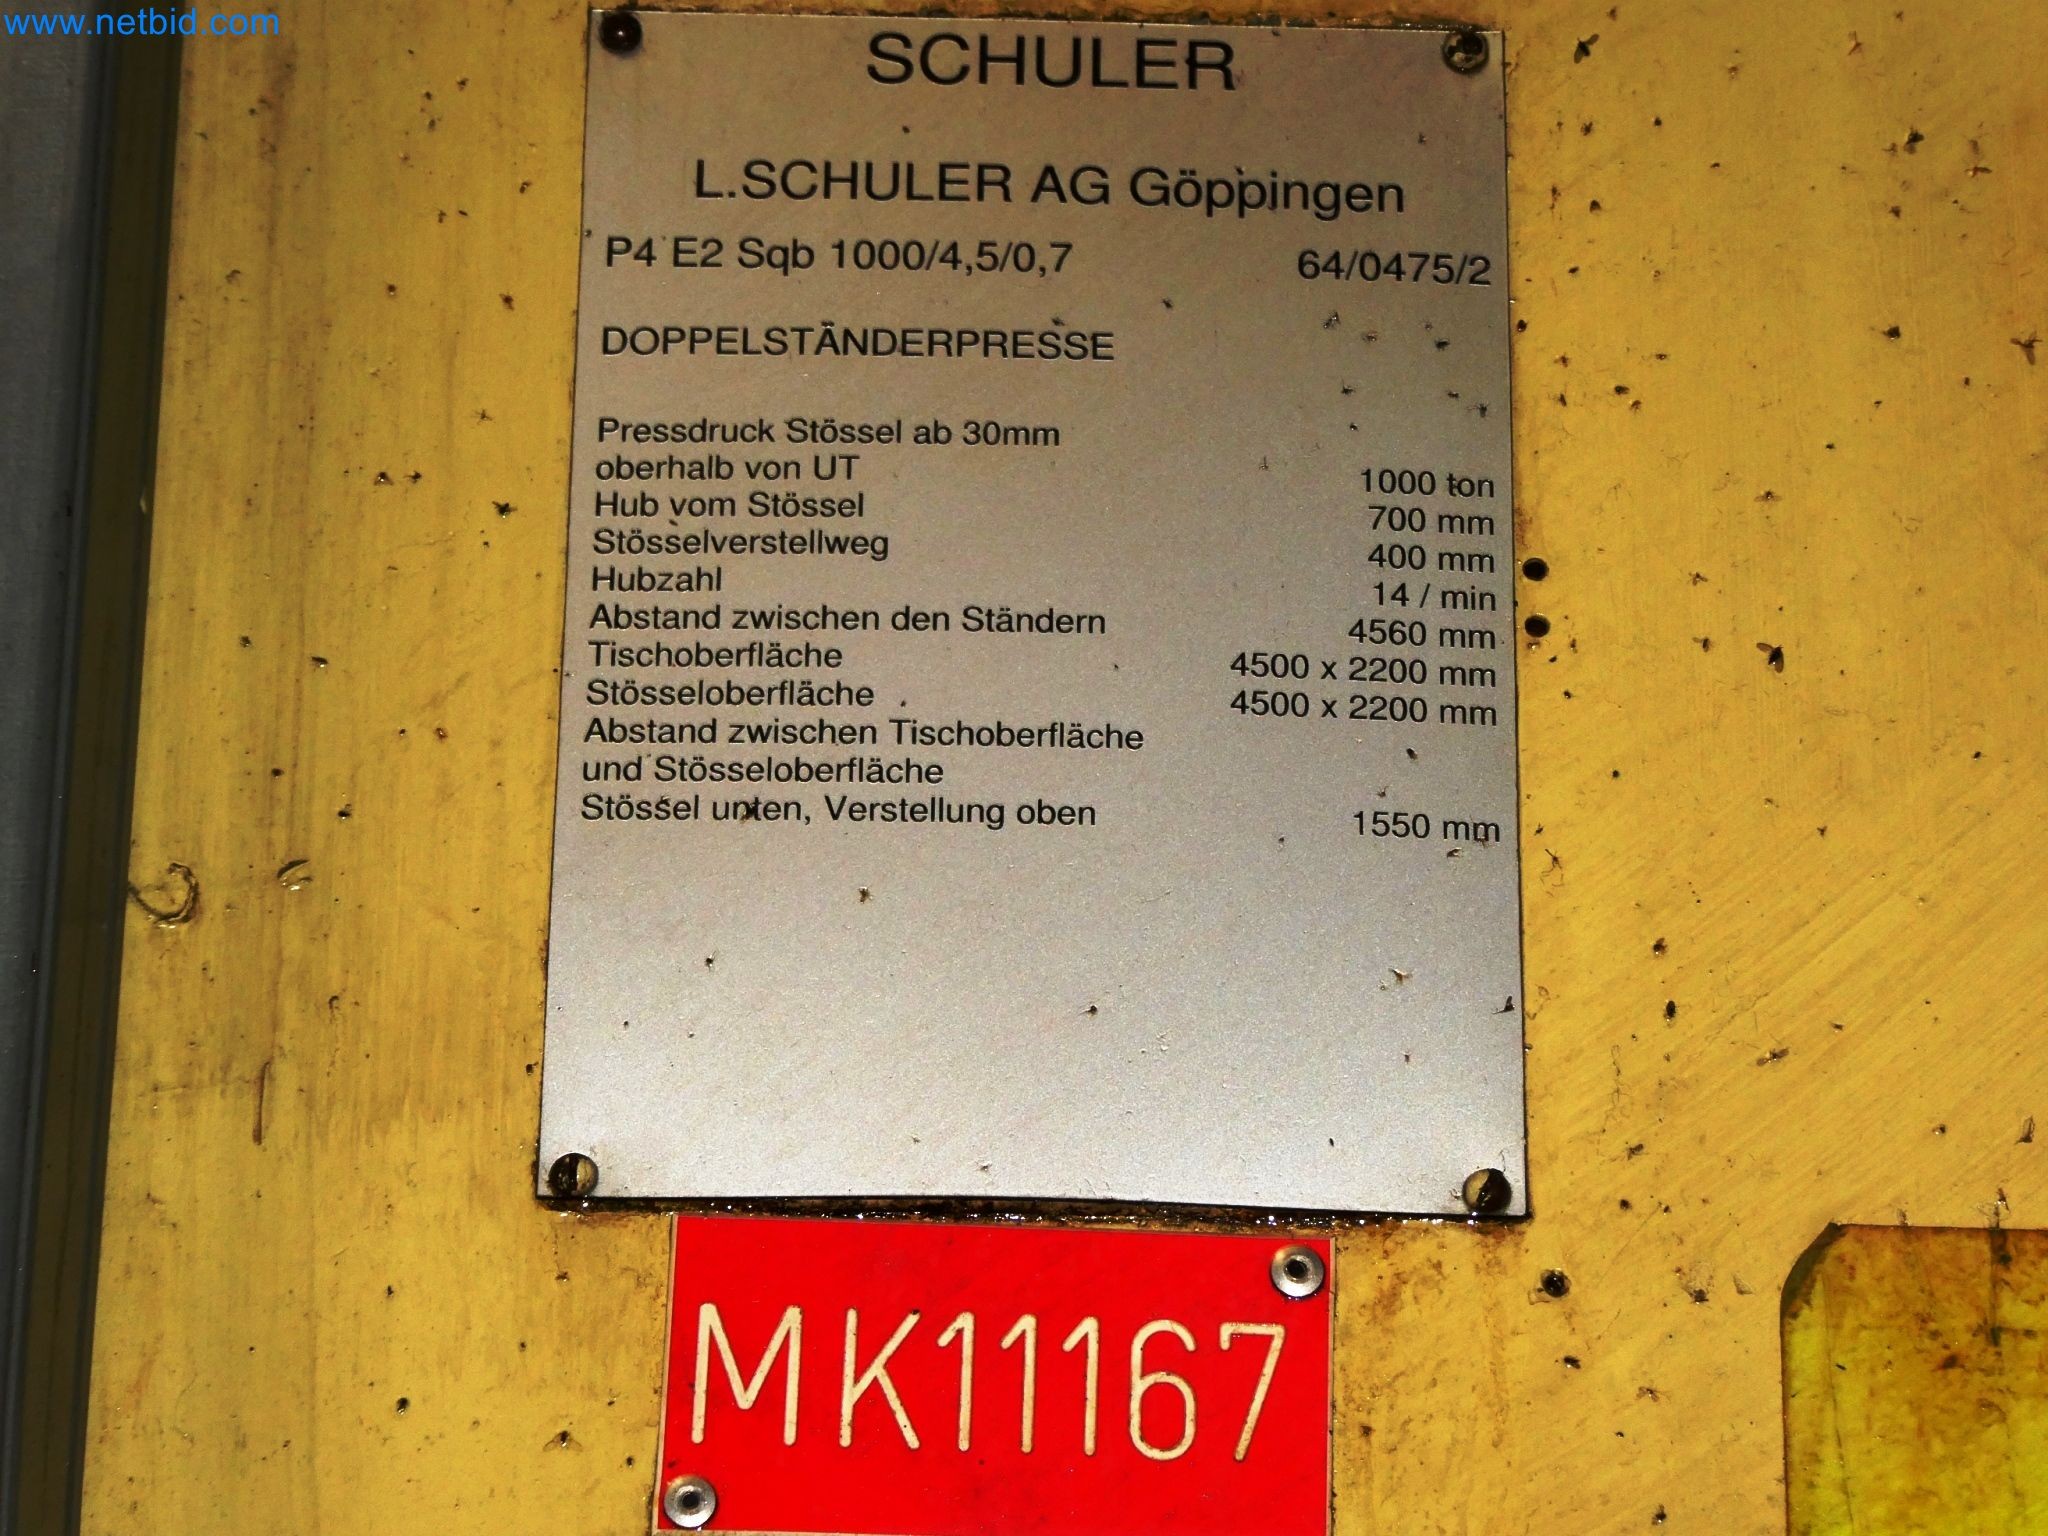 www.netbid.com
SCHULER
L.SCHULER AG Göppingen
P4 E2 Sqb 1000/4,5/0,7 64/0475/2
DOPPELSTÄNDERPRESSE
Pressdruck Stössel ab 30mm
oberhalb von UT 1000 ton
Hub vom Stössel 700 mm
Stösselverstellweg 400 mm
Hubzahl 14 / min
Abstand zwischen den Ständern 4560 mm
Tischoberfläche 4500 x 2200 mm
Stösseloberfläche 4500 x 2200 mm
Abstand zwischen Tischoberfläche
und Stösseloberfläche
Stössel unten, Verstellung oben 1550 mm
MK11167